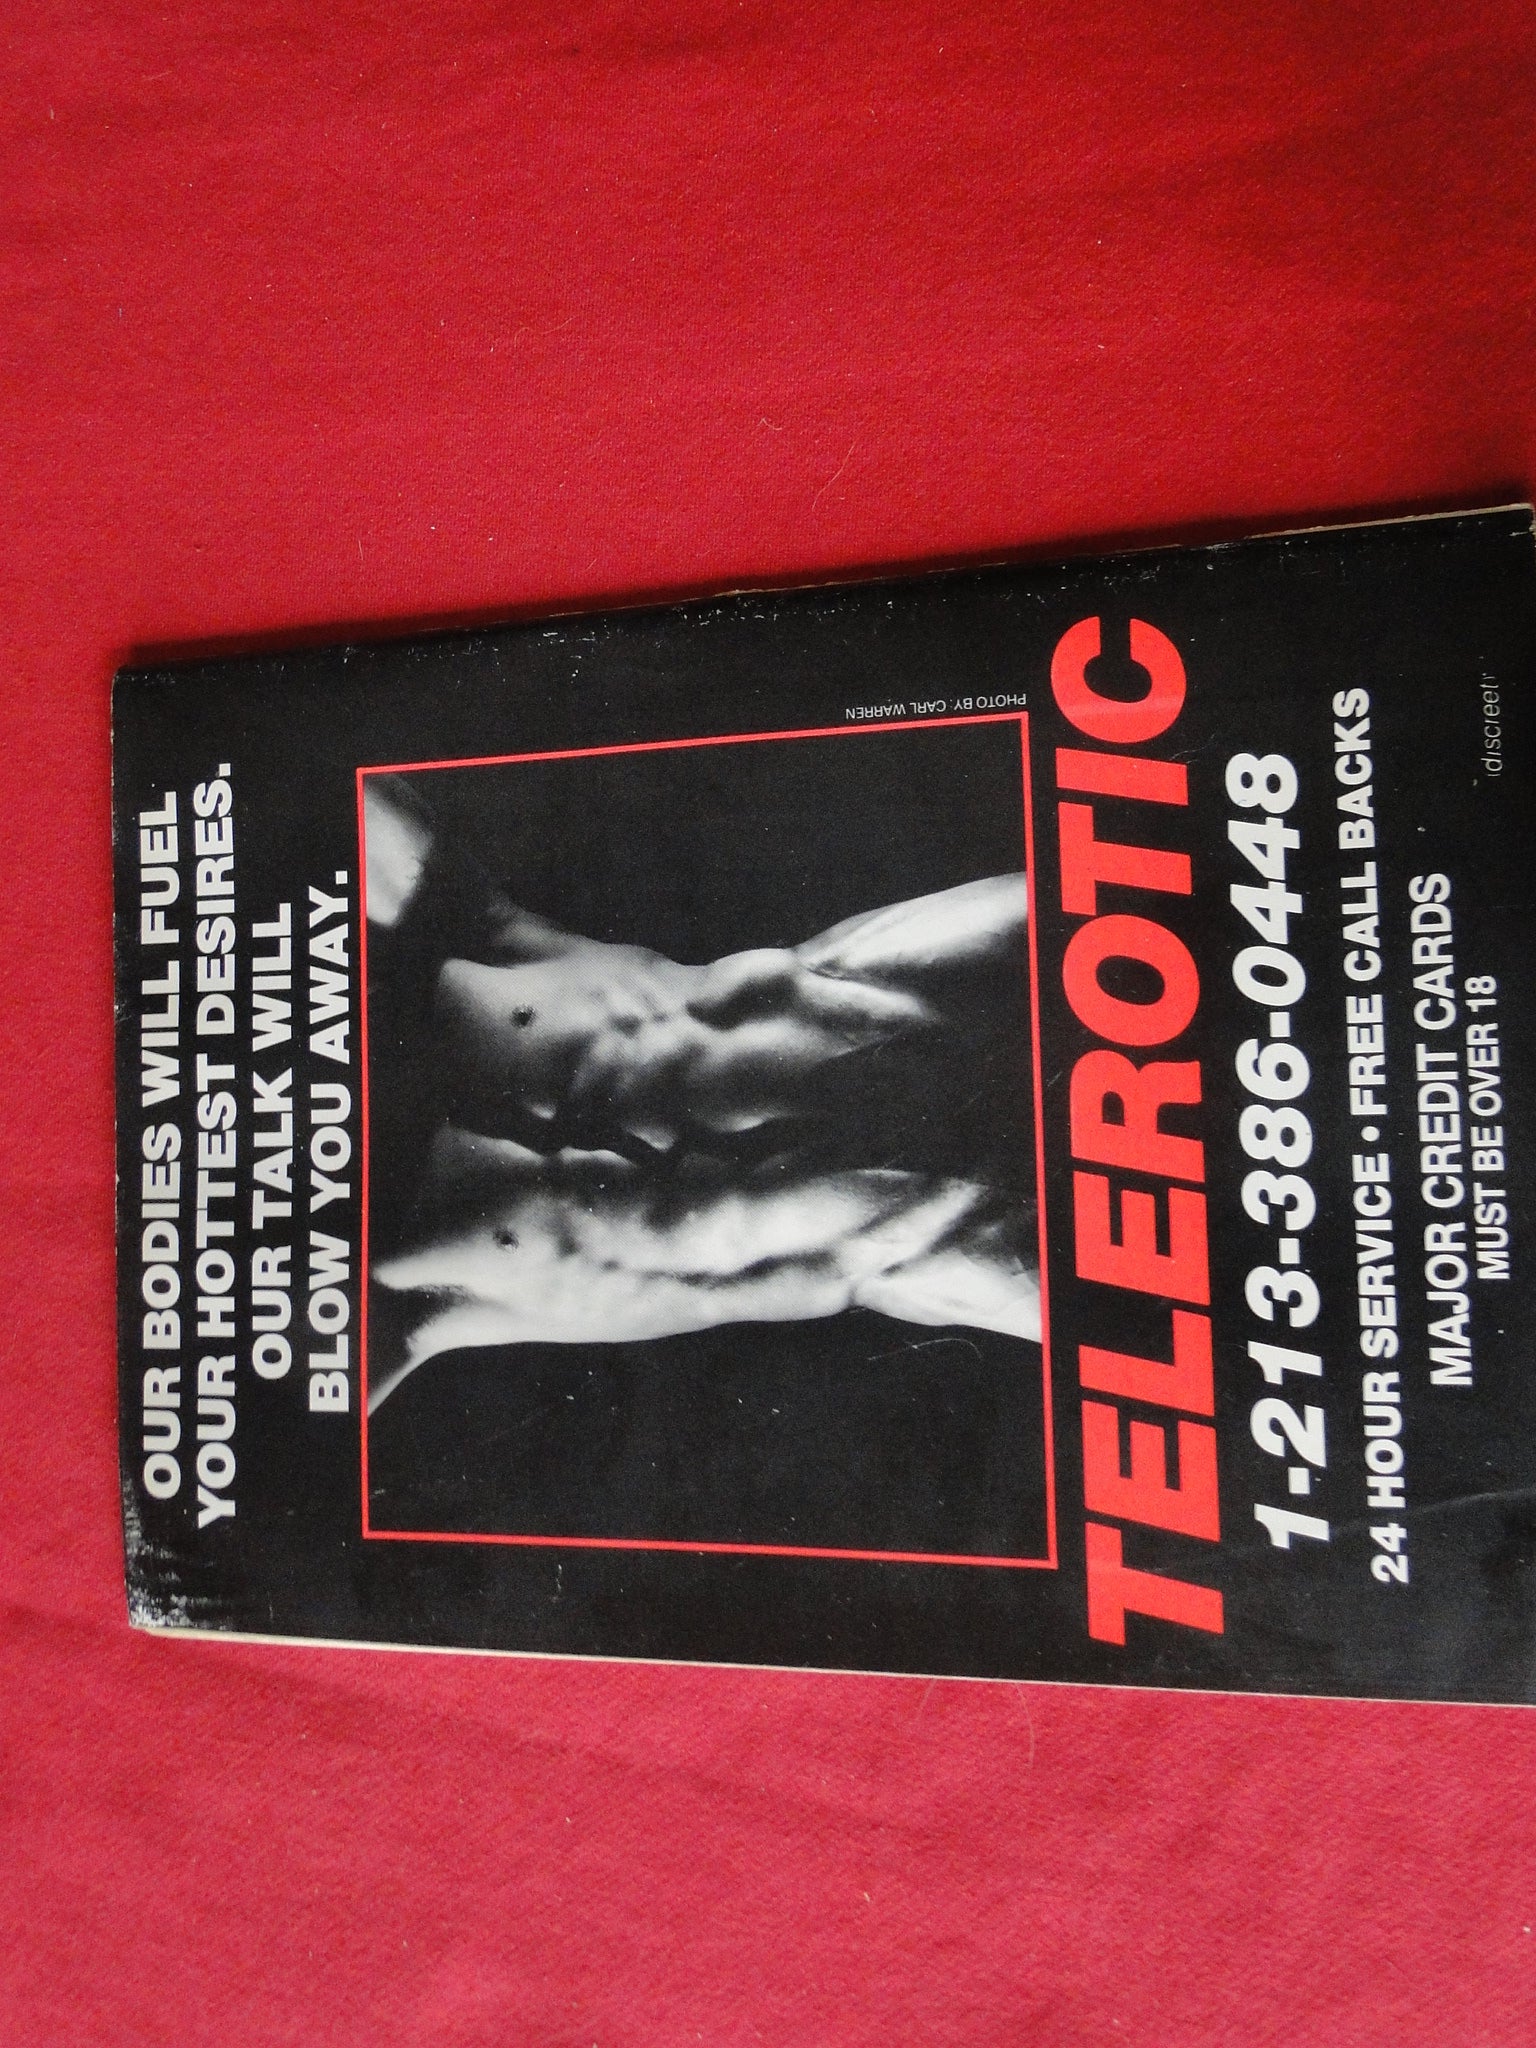 OUR BODIES WILL FUEL
YOUR HOTTEST DESIRES.
OUR TALK WILL
BLOW YOU AWAY.
PHOTO BY: CARL WARREN
TELEROTIC
1-213-386-0448
24 HOUR SERVICE • FREE CALL BACKS
MAJOR CREDIT CARDS
MUST BE OVER 18